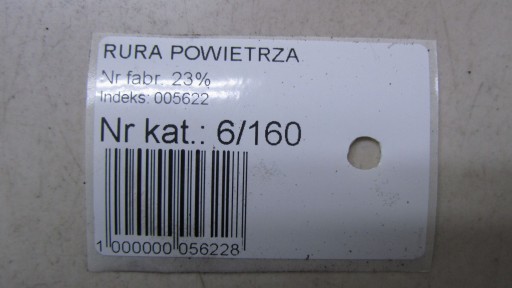 RURA POWIETRZA
Nr fabr. 23%
Indeks: 005622
Nr kat.: 6/160
1 000000 056228